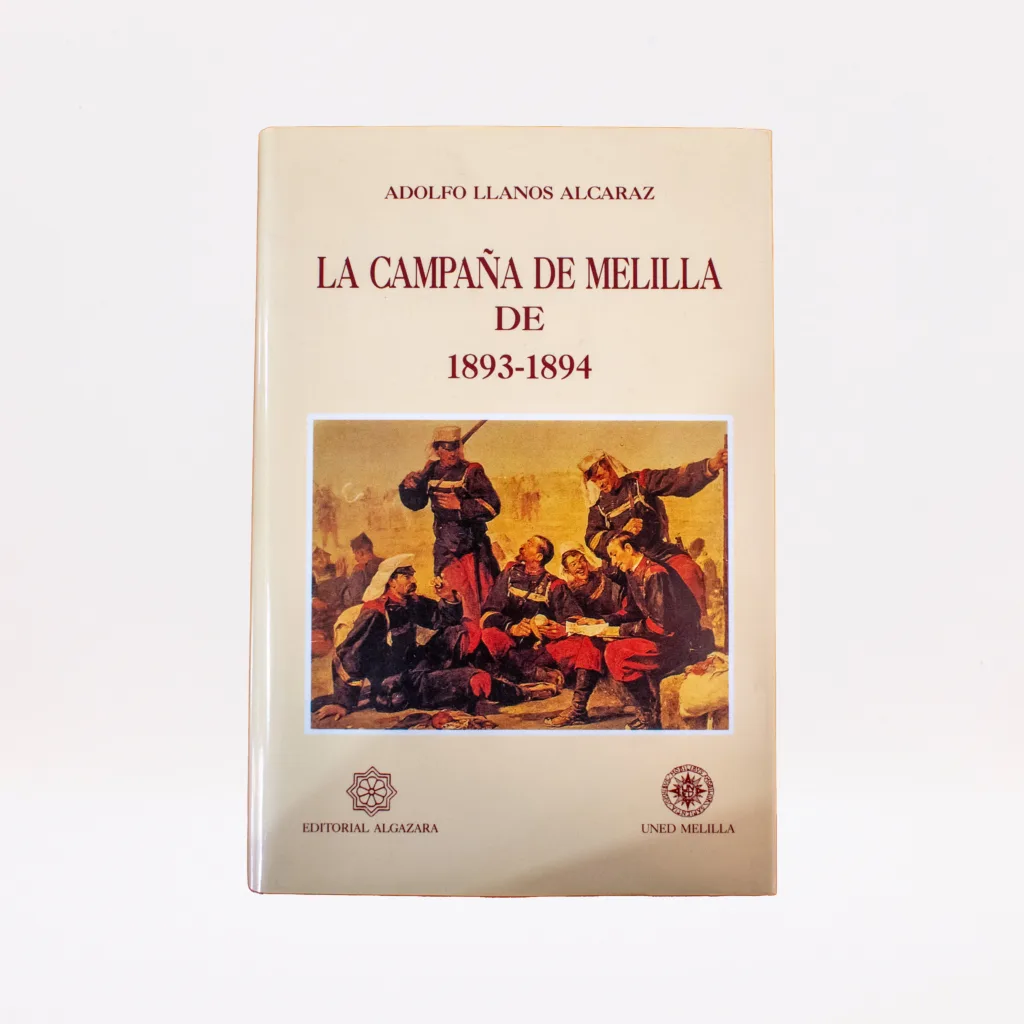 ADOLFO LLANOS ALCARAZ
LA CAMPAÑA DE MELILLA
DE
1893-1894
EDITORIAL ALGAZARA
UNED MELILLA